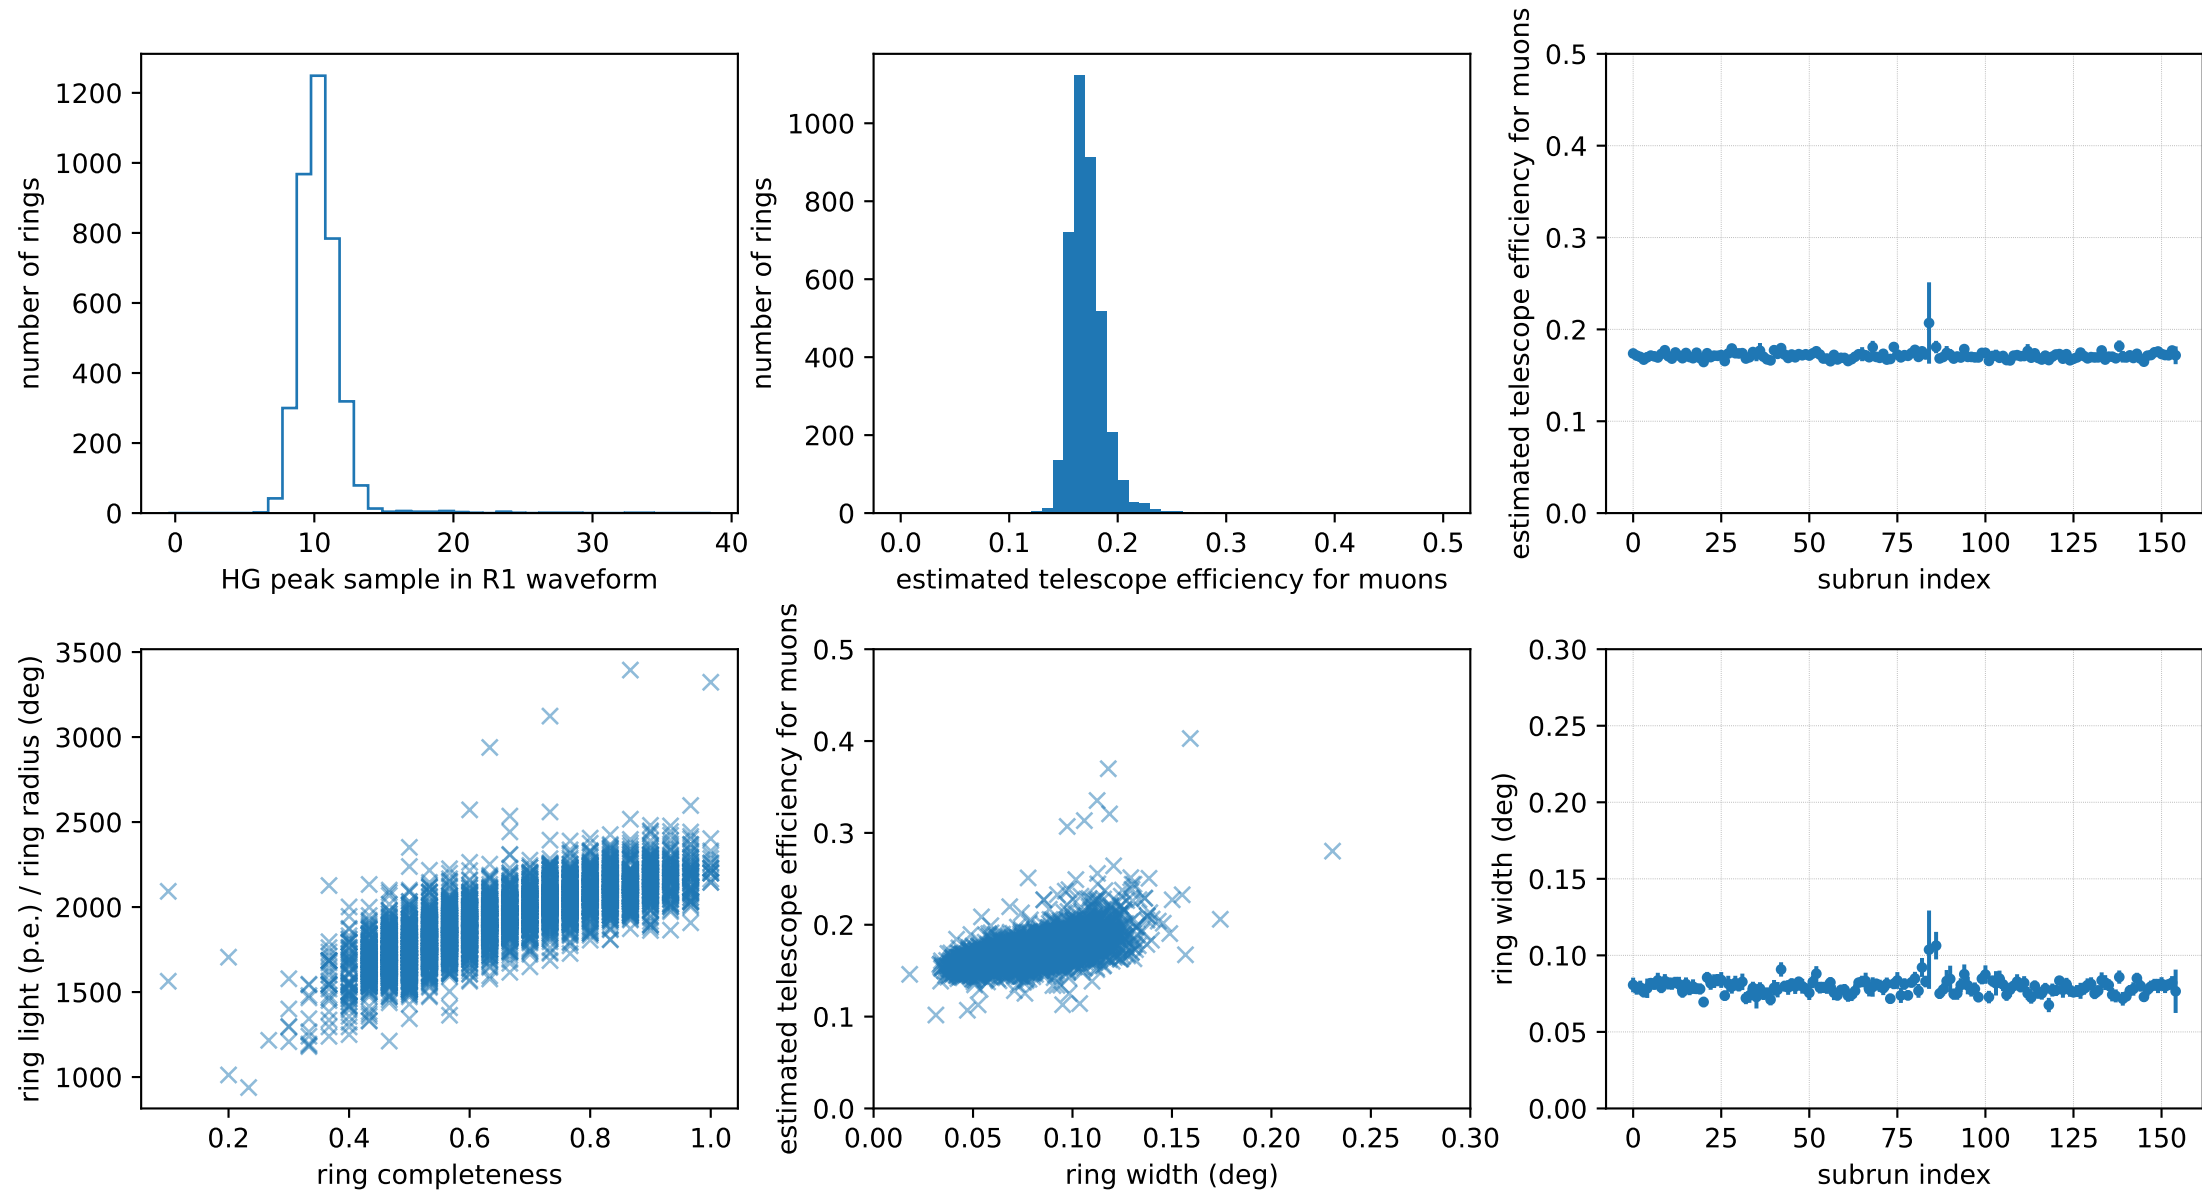 number of rings
1200
1000
800
600
400
200
0
0 10 20 30 40
HG peak sample in R1 waveform
number of rings
1000
800
600
400
200
0
0.0 0.1 0.2 0.3 0.4 0.5
estimated telescope efficiency for muons
estimated telescope efficiency for muons
0.5
0.4
0.3
0.2
0.1
0.0
0 25 50 75 100 125 150
subrun index
ring light (p.e.) / ring radius (deg)
3500
3000
2500
2000
1500
1000
0.2 0.4 0.6 0.8 1.0
ring completeness
estimated telescope efficiency for muons
0.5
0.4
0.3
0.2
0.1
0.0
0.00 0.05 0.10 0.15 0.20 0.25 0.30
ring width (deg)
ring width (deg)
0.30
0.25
0.20
0.15
0.10
0.05
0.00
0 25 50 75 100 125 150
subrun index